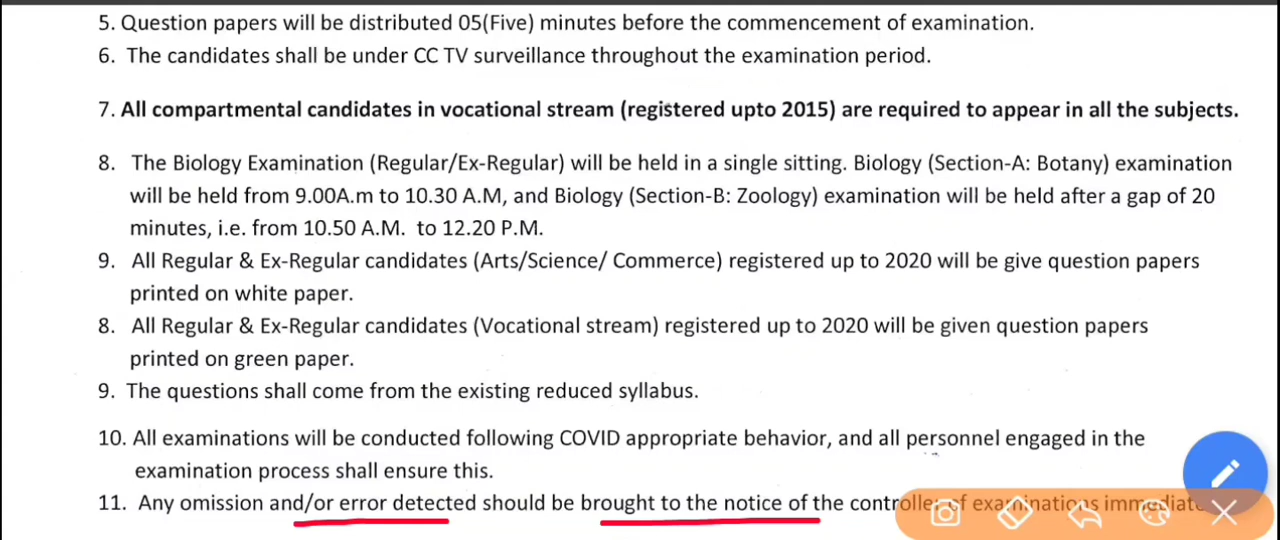 5. Question papers will be distributed 05(Five) minutes before the commencement of examination.
6. The candidates shall be under CC TV surveillance throughout the examination period.
7. All compartmental candidates in vocational stream (registered upto 2015) are required to appear in all the subjects.
8. The Biology Examination (Regular/Ex-Regular) will be held in a single sitting. Biology (Section-A: Botany) examination
will be held from 9.00A.m to 10.30 A.M, and Biology (Section-B: Zoology) examination will be held after a gap of 20
minutes, i.e. from 10.50 A.M. to 12.20 P.M.
9. All Regular & Ex-Regular candidates (Arts/Science/ Commerce) registered up to 2020 will be give question papers
printed on white paper.
8. All Regular & Ex-Regular candidates (Vocational stream) registered up to 2020 will be given question papers
printed on green paper.
9. The questions shall come from the existing reduced syllabus.
10. All examinations will be conducted following COVID appropriate behavior, and all personnel engaged in the
examination process shall ensure this.
11. Any omission and/or error detected should be brought to the notice of the controller of examinations